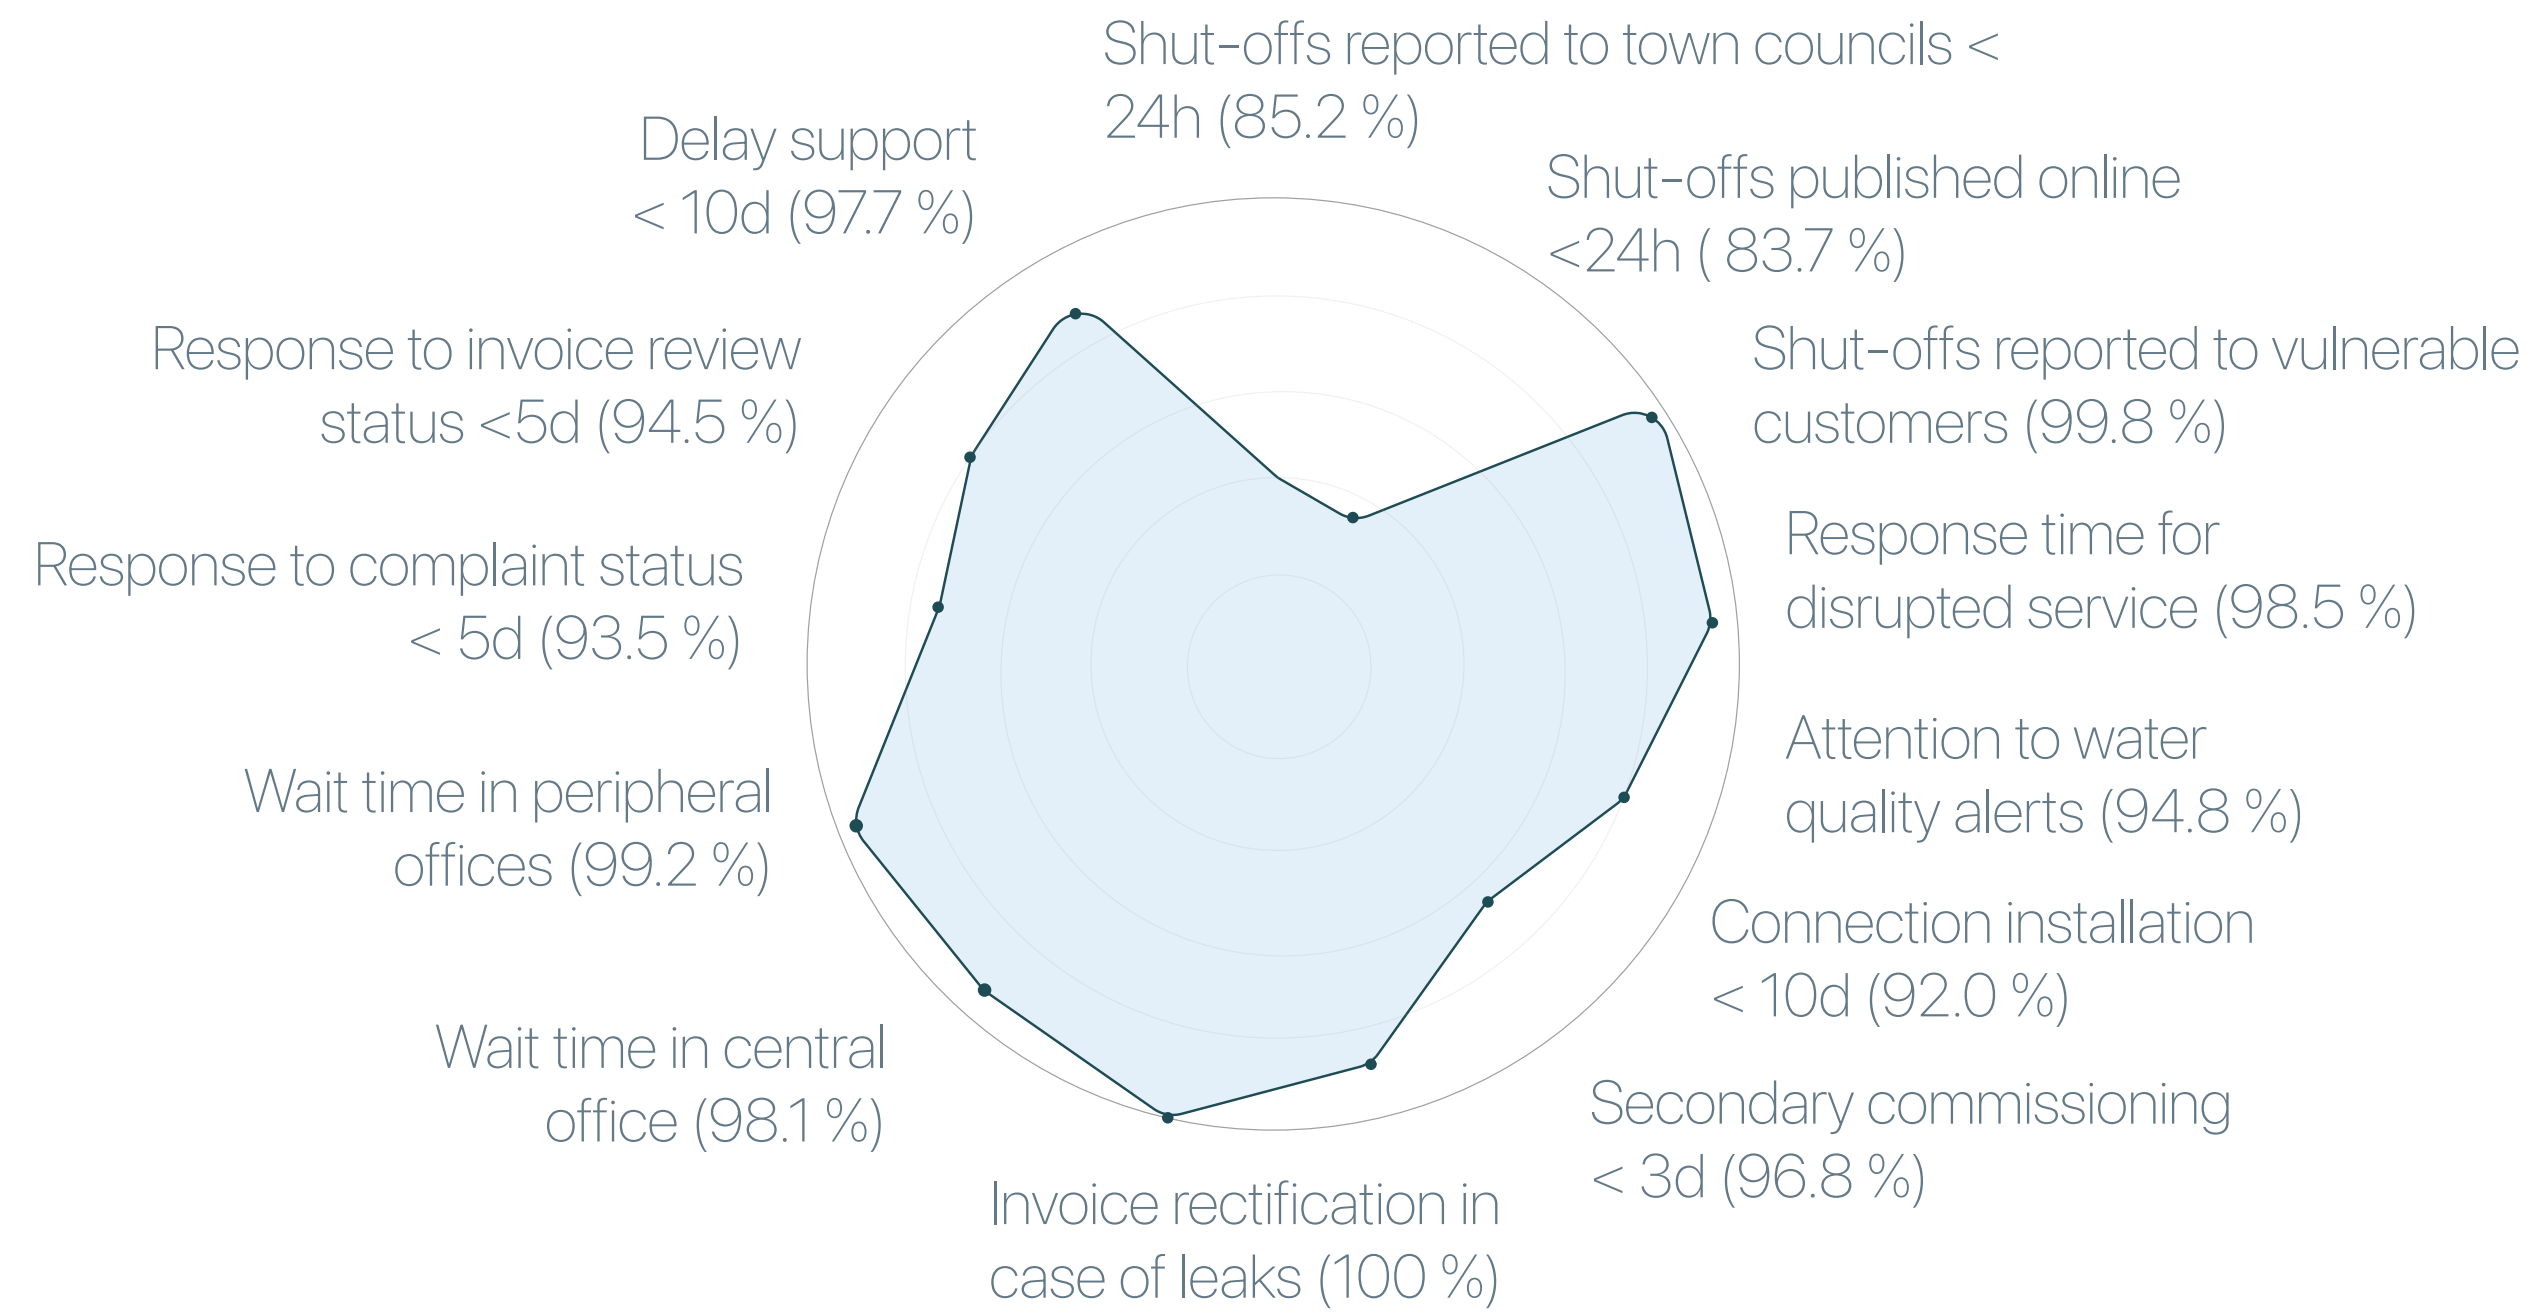 Shut-offs reported to town councils <
24h (85.2 %)
Shut-offs published online
<24h ( 83.7 %)
Shut-offs reported to vulnerable
customers (99.8 %)
Response time for
disrupted service (98.5 %)
Attention to water
quality alerts (94.8 %)
Connection installation
< 10d (92.0 %)
Secondary commissioning
< 3d (96.8 %)
Invoice rectification in
case of leaks (100 %)
Wait time in central
office (98.1 %)
Wait time in peripheral
offices (99.2 %)
Response to complaint status
< 5d (93.5 %)
Response to invoice review
status <5d (94.5 %)
Delay support
< 10d (97.7 %)